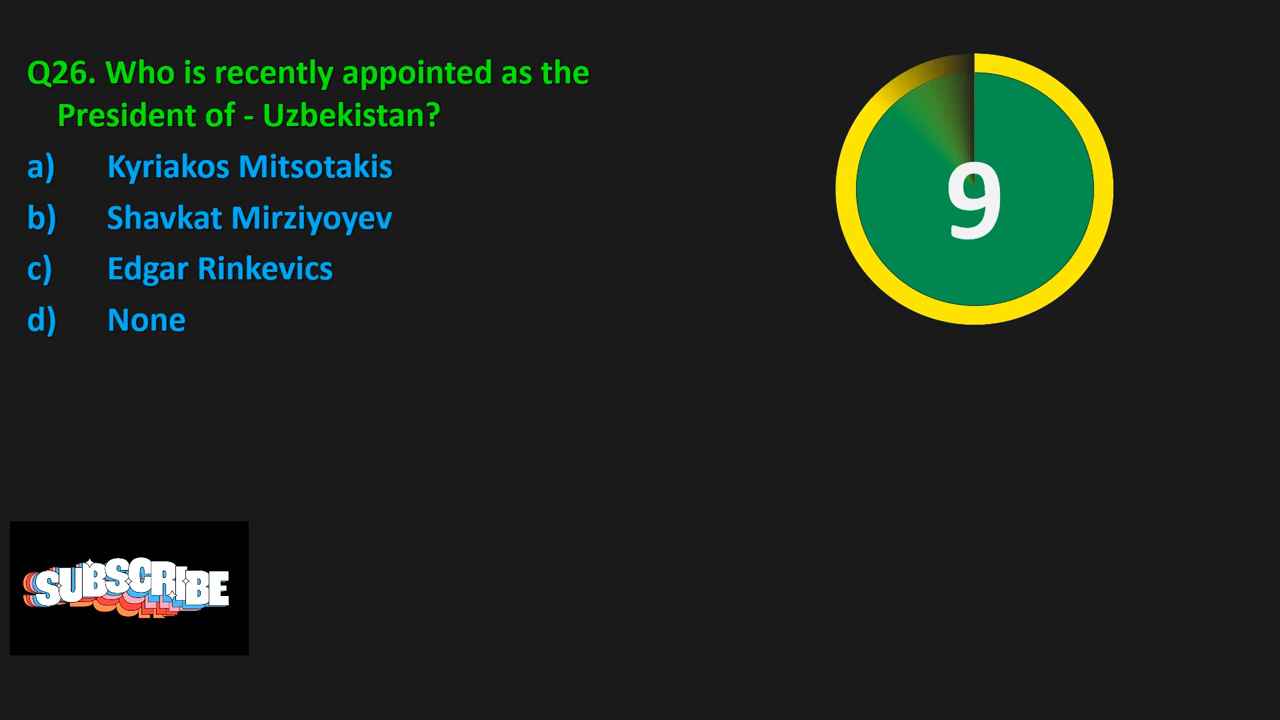 Q26. Who is recently appointed as the
President of - Uzbekistan?
a) Kyriakos Mitsotakis
b) Shavkat Mirziyoyev
c) Edgar Rinkevics
d) None
9
SUBSCRIBE